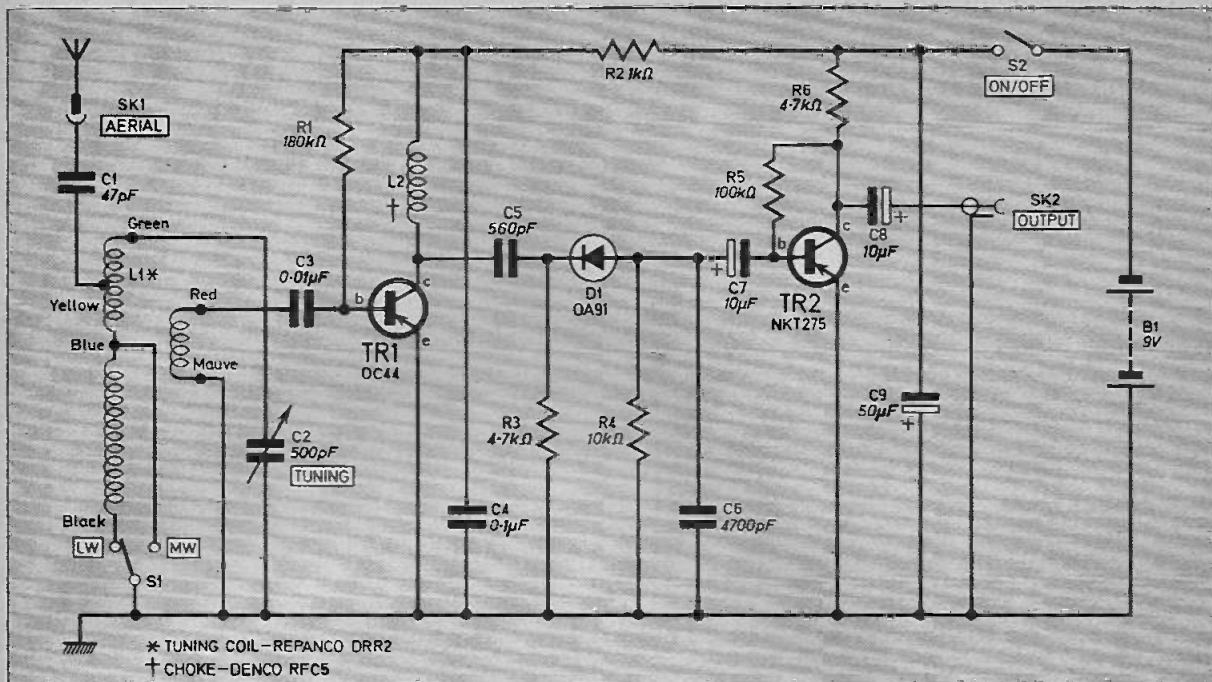 SK1
AERIAL
C1
47pF
Green
L1*
Yellow
Blue
Black
LW
MW
S1
Red
Mauve
C2
500pF
TUNING
C3
0·01µF
R1
180kΩ
L2
†
b
c
e
TR1
OC44
C4
0·1µF
C5
560pF
R3
4·7kΩ
D1
OA91
R4
10kΩ
R2 1kΩ
C6
4700pF
+
C7
10µF
R5
100kΩ
R6
4·7kΩ
b
c
e
TR2
NKT275
+
C8
10µF
SK2
OUTPUT
C9
50µF
+
S2
ON/OFF
B1
9V
* TUNING COIL–REPANCO DRR2
† CHOKE–DENCO RFC5